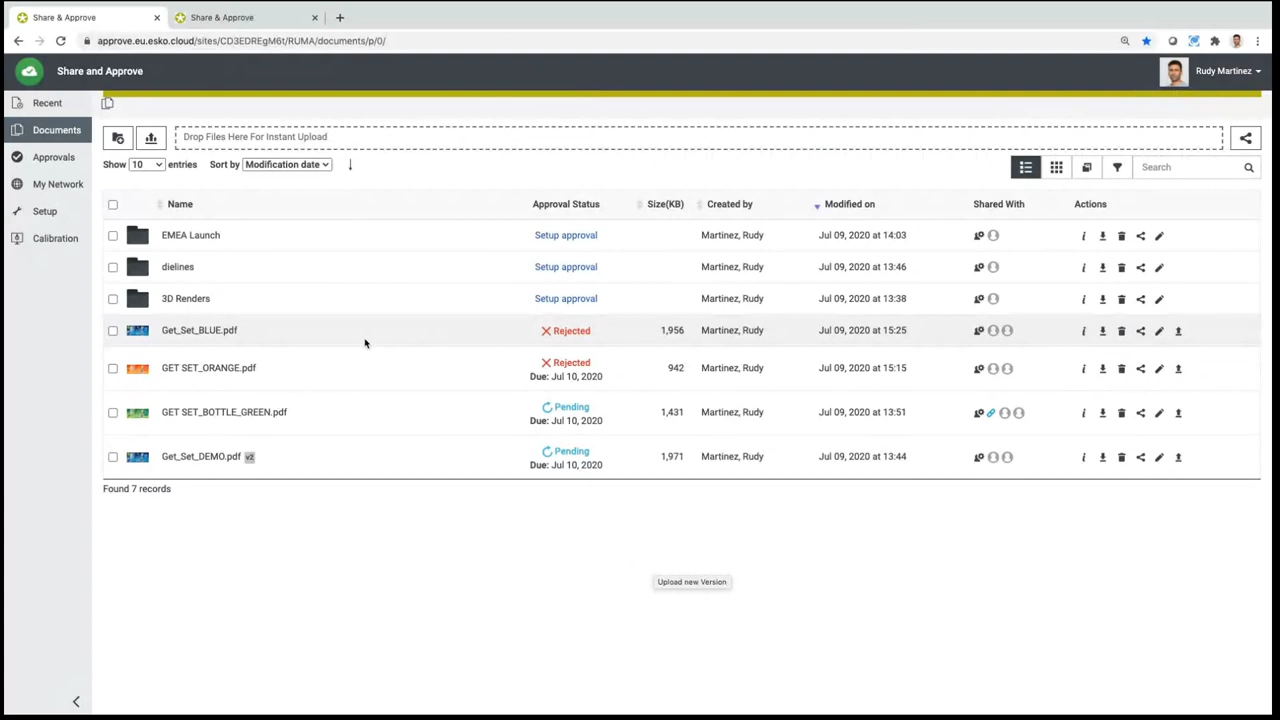 Share & Approve
Share & Approve
approve.eu.esko.cloud/sites/CD3EDREgM6t/RUMA/documents/p/0/
Share and Approve
Rudy Martinez
Recent
Documents
Approvals
My Network
Setup
Calibration
Drop Files Here For Instant Upload
Show 10 entries Sort by Modification date
Search
Name Approval Status Size(KB) Created by Modified on Shared With Actions
EMEA Launch Setup approval Martinez, Rudy Jul 09, 2020 at 14:03
dielines Setup approval Martinez, Rudy Jul 09, 2020 at 13:46
3D Renders Setup approval Martinez, Rudy Jul 09, 2020 at 13:38
Get_Set_BLUE.pdf Rejected 1,956 Martinez, Rudy Jul 09, 2020 at 15:25
GET SET_ORANGE.pdf Rejected 942 Martinez, Rudy Jul 09, 2020 at 15:15
Due: Jul 10, 2020
GET SET_BOTTLE_GREEN.pdf Pending 1,431 Martinez, Rudy Jul 09, 2020 at 13:51
Due: Jul 10, 2020
Get_Set_DEMO.pdf v2 Pending 1,971 Martinez, Rudy Jul 09, 2020 at 13:44
Due: Jul 10, 2020
Found 7 records
Upload new Version